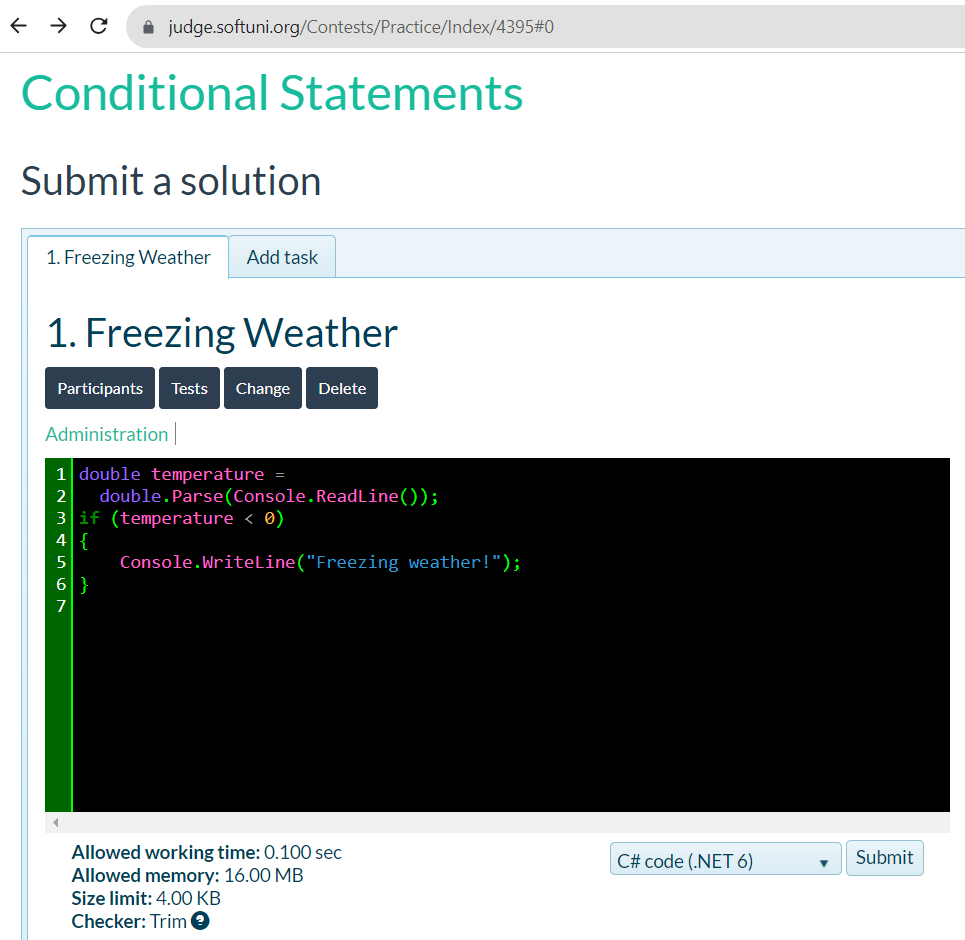 judge.softuni.org/Contests/Practice/Index/4395#0
Conditional Statements
Submit a solution
1. Freezing Weather
Add task
1. Freezing Weather
Participants
Tests
Change
Delete
Administration |
1 double temperature =
2   double.Parse(Console.ReadLine());
3 if (temperature < 0)
4 {
5     Console.WriteLine("Freezing weather!");
6 }
7
Allowed working time: 0.100 sec
Allowed memory: 16.00 MB
Size limit: 4.00 KB
Checker: Trim ?
C# code (.NET 6)
Submit